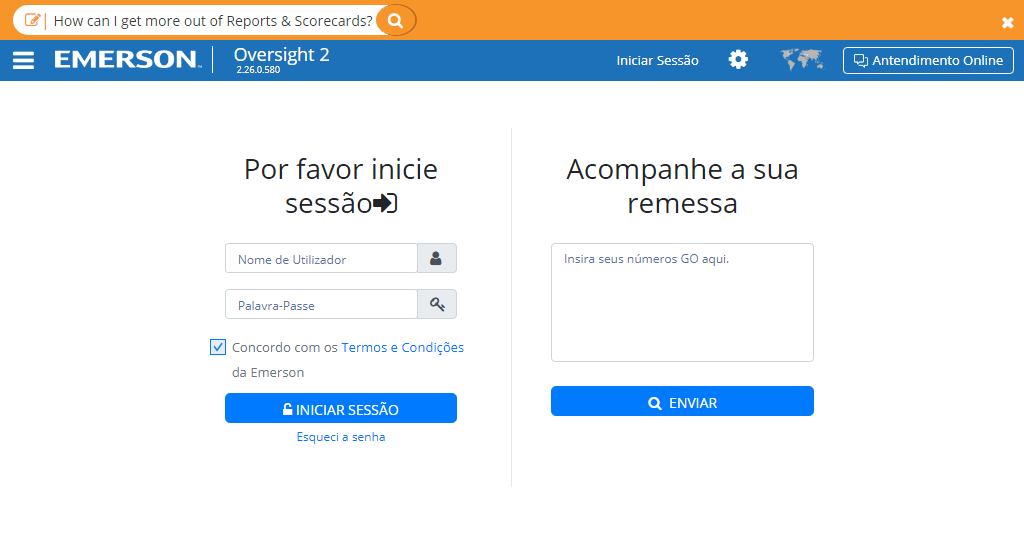 How can I get more out of Reports & Scorecards?
EMERSON™
Oversight 2
2.26.0.580
Iniciar Sessão
Antendimento Online
Por favor inicie
sessão
Nome de Utilizador
Palavra-Passe
Concordo com os Termos e Condições
da Emerson
INICIAR SESSÃO
Esqueci a senha
Acompanhe a sua
remessa
Insira seus números GO aqui.
ENVIAR